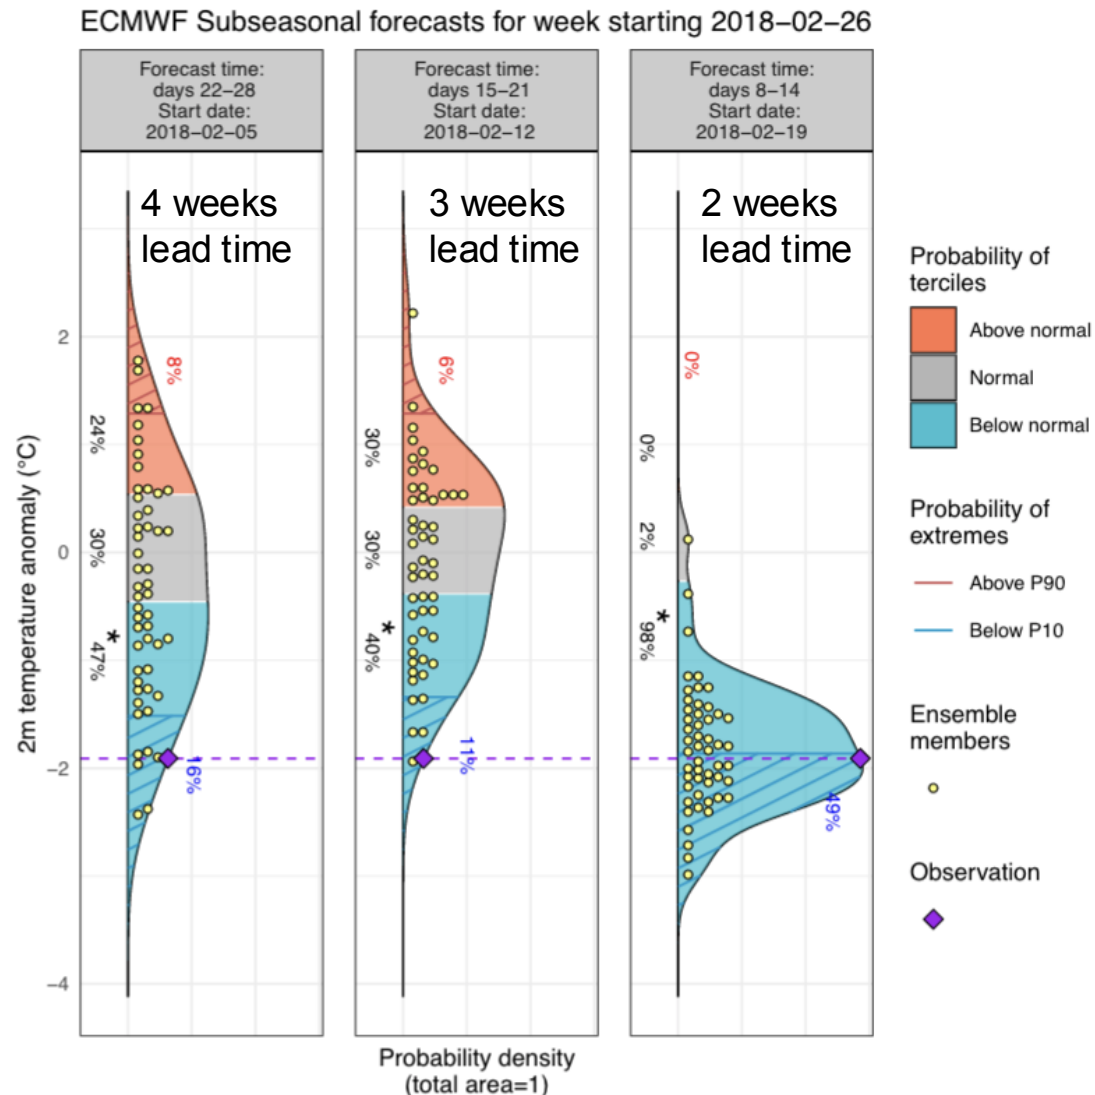 ECMWF Subseasonal forecasts for week starting 2018−02−26
Forecast time:
days 22−28
Start date:
2018−02−05
Forecast time:
days 15−21
Start date:
2018−02−12
Forecast time:
days 8−14
Start date:
2018−02−19
4 weeks
lead time
3 weeks
lead time
2 weeks
lead time
2m temperature anomaly (°C)
2
0
−2
−4
8%
24%
30%
*
47%
16%
6%
30%
30%
*
40%
11%
0%
0%
2%
*
98%
49%
Probability density
(total area=1)
Probability of
terciles
Above normal
Normal
Below normal
Probability of
extremes
Above P90
Below P10
Ensemble
members
Observation